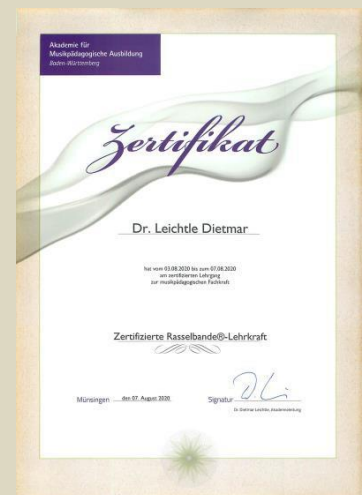 Akademie für
Musikpädagogische Ausbildung
Baden-Württemberg
Zertifikat
Dr. Leichtle Dietmar
hat vom 03.08.2020 bis zum 07.08.2020
am zertifizierten Lehrgang
zur musikpädagogischen Fachkraft
Zertifizierte Rasselbande®-Lehrkraft
Münsingen den 07. August 2020 Signatur
Dr. Dietmar Leichtle, Akademieleitung